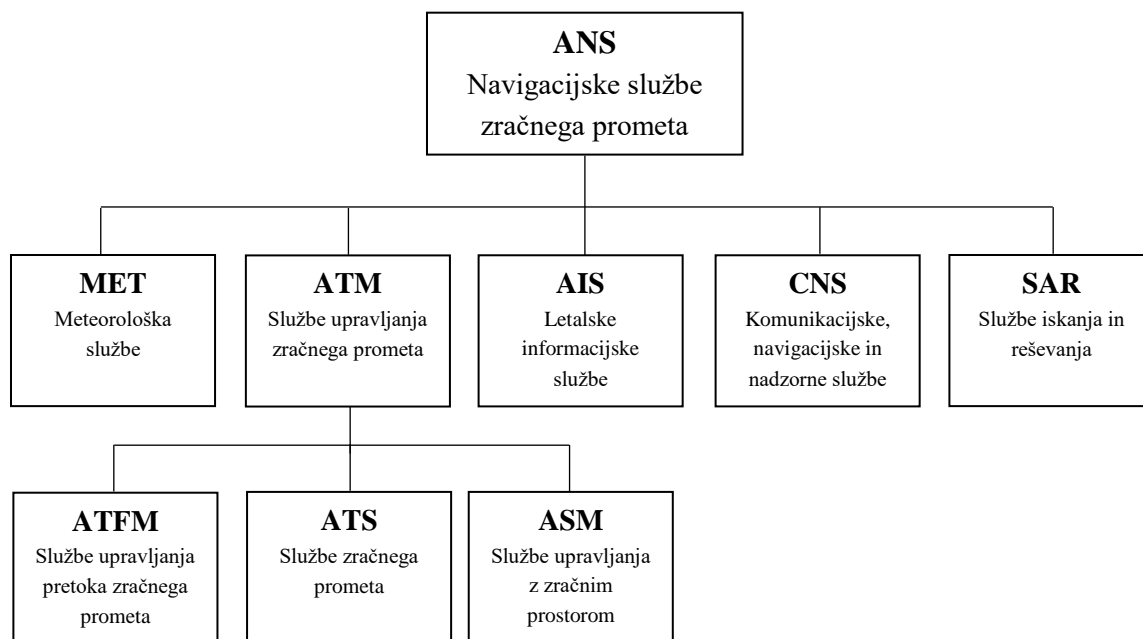 ANS
Navigacijske službe
zračnega prometa
MET
Meteorološka
službe
ATM
Službe upravljanja
zračnega prometa
AIS
Letalske
informacijske
službe
CNS
Komunikacijske,
navigacijske in
nadzorne službe
SAR
Službe iskanja in
reševanja
ATFM
Službe upravljanja
pretoka zračnega
prometa
ATS
Službe zračnega
prometa
ASM
Službe upravljanja
z zračnim
prostorom